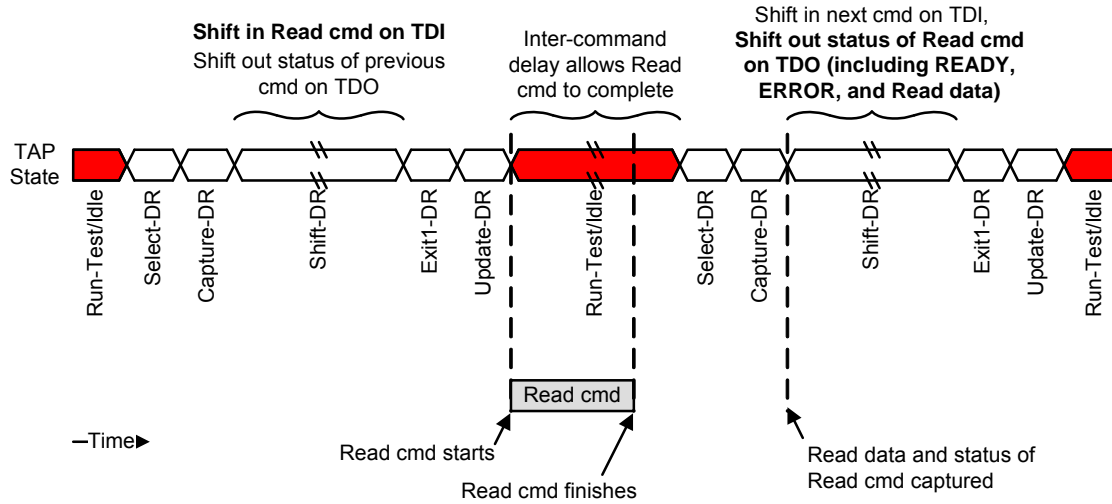 Shift in Read cmd on TDI
Shift out status of previous
cmd on TDO
Inter-command
delay allows Read
cmd to complete
Shift in next cmd on TDI,
Shift out status of Read cmd
on TDO (including READY,
ERROR, and Read data)
TAP
State
Run-Test/Idle
Select-DR
Capture-DR
Shift-DR
Exit1-DR
Update-DR
Run-Test/Idle
Select-DR
Capture-DR
Shift-DR
Exit1-DR
Update-DR
Run-Test/Idle
Read cmd
Time
Read cmd starts
Read cmd finishes
Read data and status of
Read cmd captured